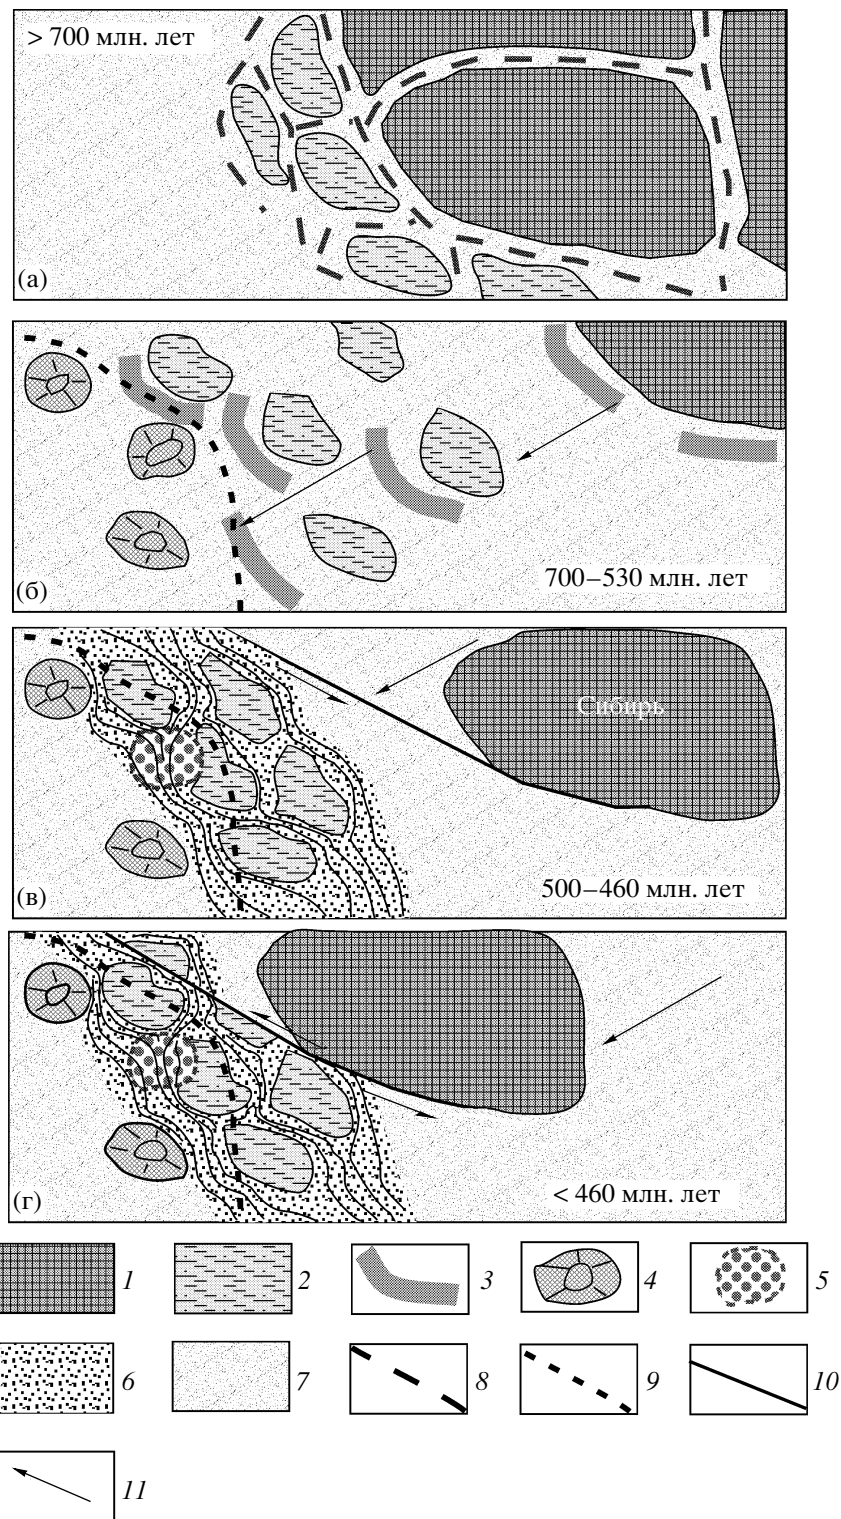 > 700 млн. лет
(а)
(б)
700–530 млн. лет
Сибирь
(в)
500–460 млн. лет
(г)
< 460 млн. лет
1
2
3
4
5
6
7
8
9
10
11